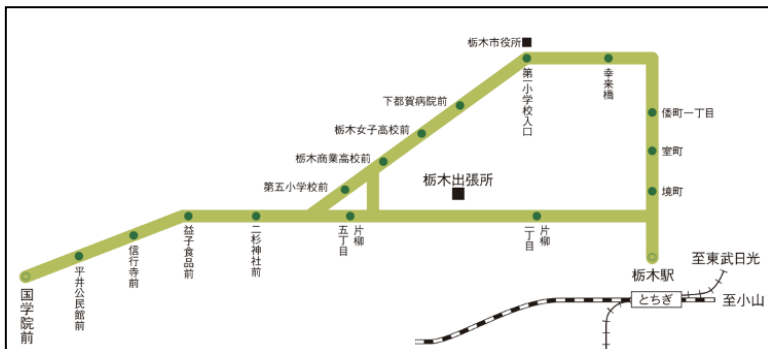 栃木市役所
第一小学校入口
幸来橋
下都賀病院前
倭町一丁目
栃木女子高校前
室町
栃木商業高校前
境町
第五小学校前
栃木出張所
片柳
五丁目
片柳
一丁目
二杉神社前
益子食品前
信行寺前
平井公民館前
国学院前
栃木駅
至東武日光
とちぎ
至小山